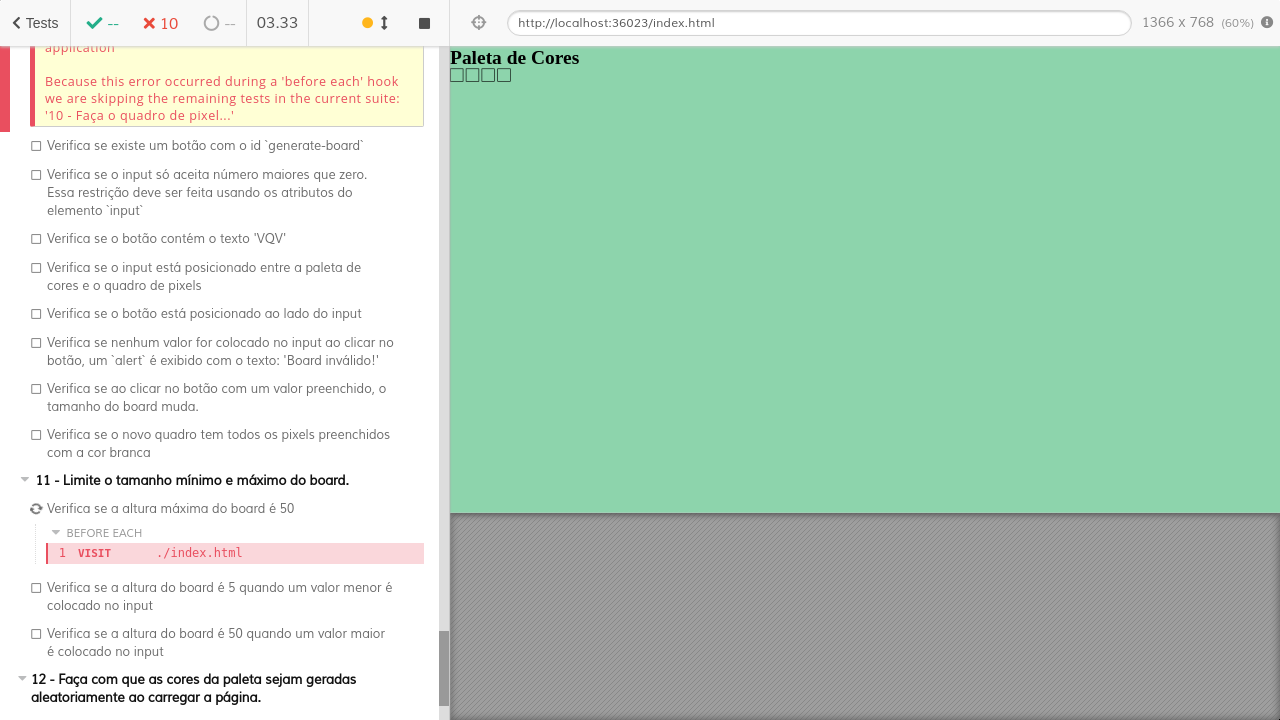 Tests -- 10 -- 03.33
http://localhost:36023/index.html
1366 x 768 (60%)
application
Because this error occurred during a 'before each' hook
we are skipping the remaining tests in the current suite:
'10 - Faça o quadro de pixel...'
Verifica se existe um botão com o id `generate-board`
Verifica se o input só aceita número maiores que zero.
Essa restrição deve ser feita usando os atributos do
elemento `input`
Verifica se o botão contém o texto 'VQV'
Verifica se o input está posicionado entre a paleta de
cores e o quadro de pixels
Verifica se o botão está posicionado ao lado do input
Verifica se nenhum valor for colocado no input ao clicar no
botão, um `alert` é exibido com o texto: 'Board inválido!'
Verifica se ao clicar no botão com um valor preenchido, o
tamanho do board muda.
Verifica se o novo quadro tem todos os pixels preenchidos
com a cor branca
11 - Limite o tamanho mínimo e máximo do board.
Verifica se a altura máxima do board é 50
BEFORE EACH
1 VISIT ./index.html
Verifica se a altura do board é 5 quando um valor menor é
colocado no input
Verifica se a altura do board é 50 quando um valor maior
é colocado no input
12 - Faça com que as cores da paleta sejam geradas
aleatoriamente ao carregar a página.
Paleta de Cores